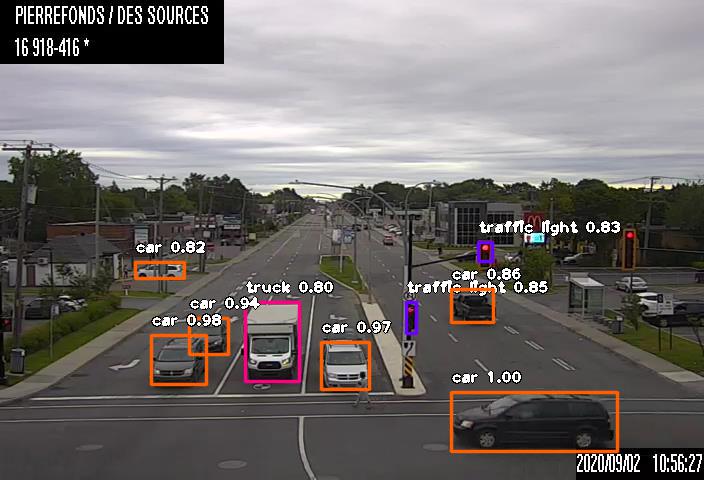 PIERREFONDS / DES SOURCES
16 918-416 *
traffic light 0.83
car 0.82
car 0.86
truck 0.80
traffic light 0.85
car 0.94
car 0.98
car 0.97
car 1.00
2020/09/02 10:56:27